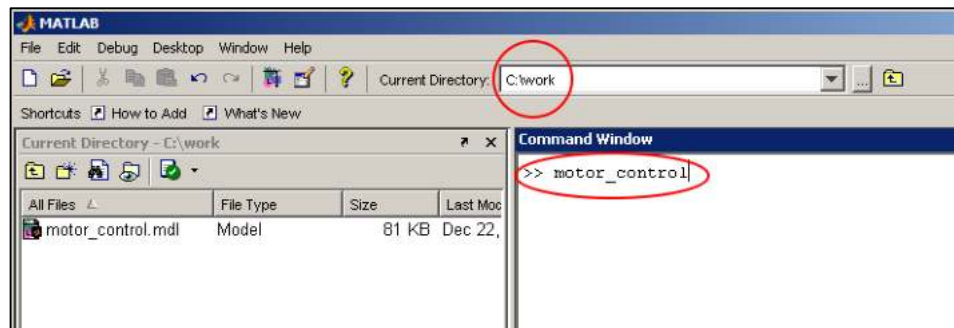 MATLAB
File Edit Debug Desktop Window Help
Current Directory: C:\work
Shortcuts How to Add What's New
Current Directory - C:\work
Command Window
>> motor_control
All Files File Type Size Last Mod
motor_control.mdl Model 81 KB Dec 22,